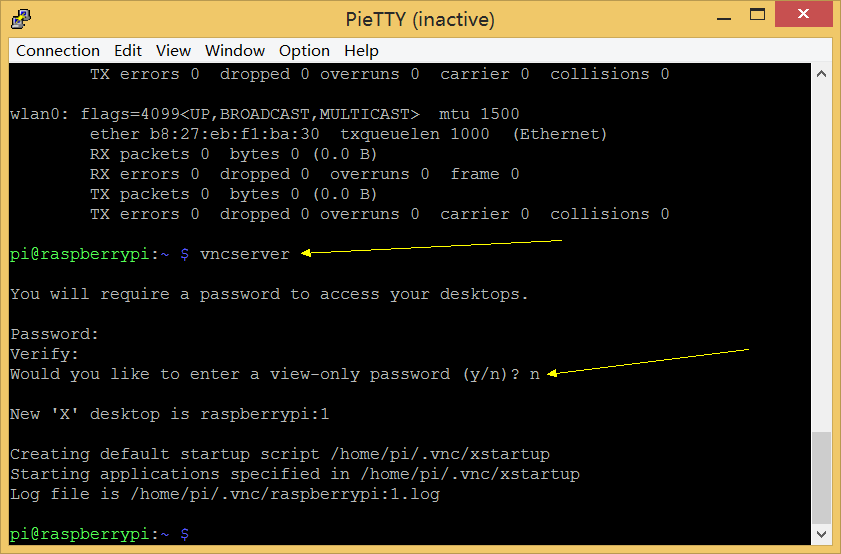 PieTTY (inactive)
Connection Edit View Window Option Help
TX errors 0 dropped 0 overruns 0 carrier 0 collisions 0
wlan0: flags=4099<UP,BROADCAST,MULTICAST> mtu 1500
ether b8:27:eb:f1:ba:30 txqueuelen 1000 (Ethernet)
RX packets 0 bytes 0 (0.0 B)
RX errors 0 dropped 0 overruns 0 frame 0
TX packets 0 bytes 0 (0.0 B)
TX errors 0 dropped 0 overruns 0 carrier 0 collisions 0
pi@raspberrypi:~ $ vncserver
You will require a password to access your desktops.
Password:
Verify:
Would you like to enter a view-only password (y/n)? n
New 'X' desktop is raspberrypi:1
Creating default startup script /home/pi/.vnc/xstartup
Starting applications specified in /home/pi/.vnc/xstartup
Log file is /home/pi/.vnc/raspberrypi:1.log
pi@raspberrypi:~ $